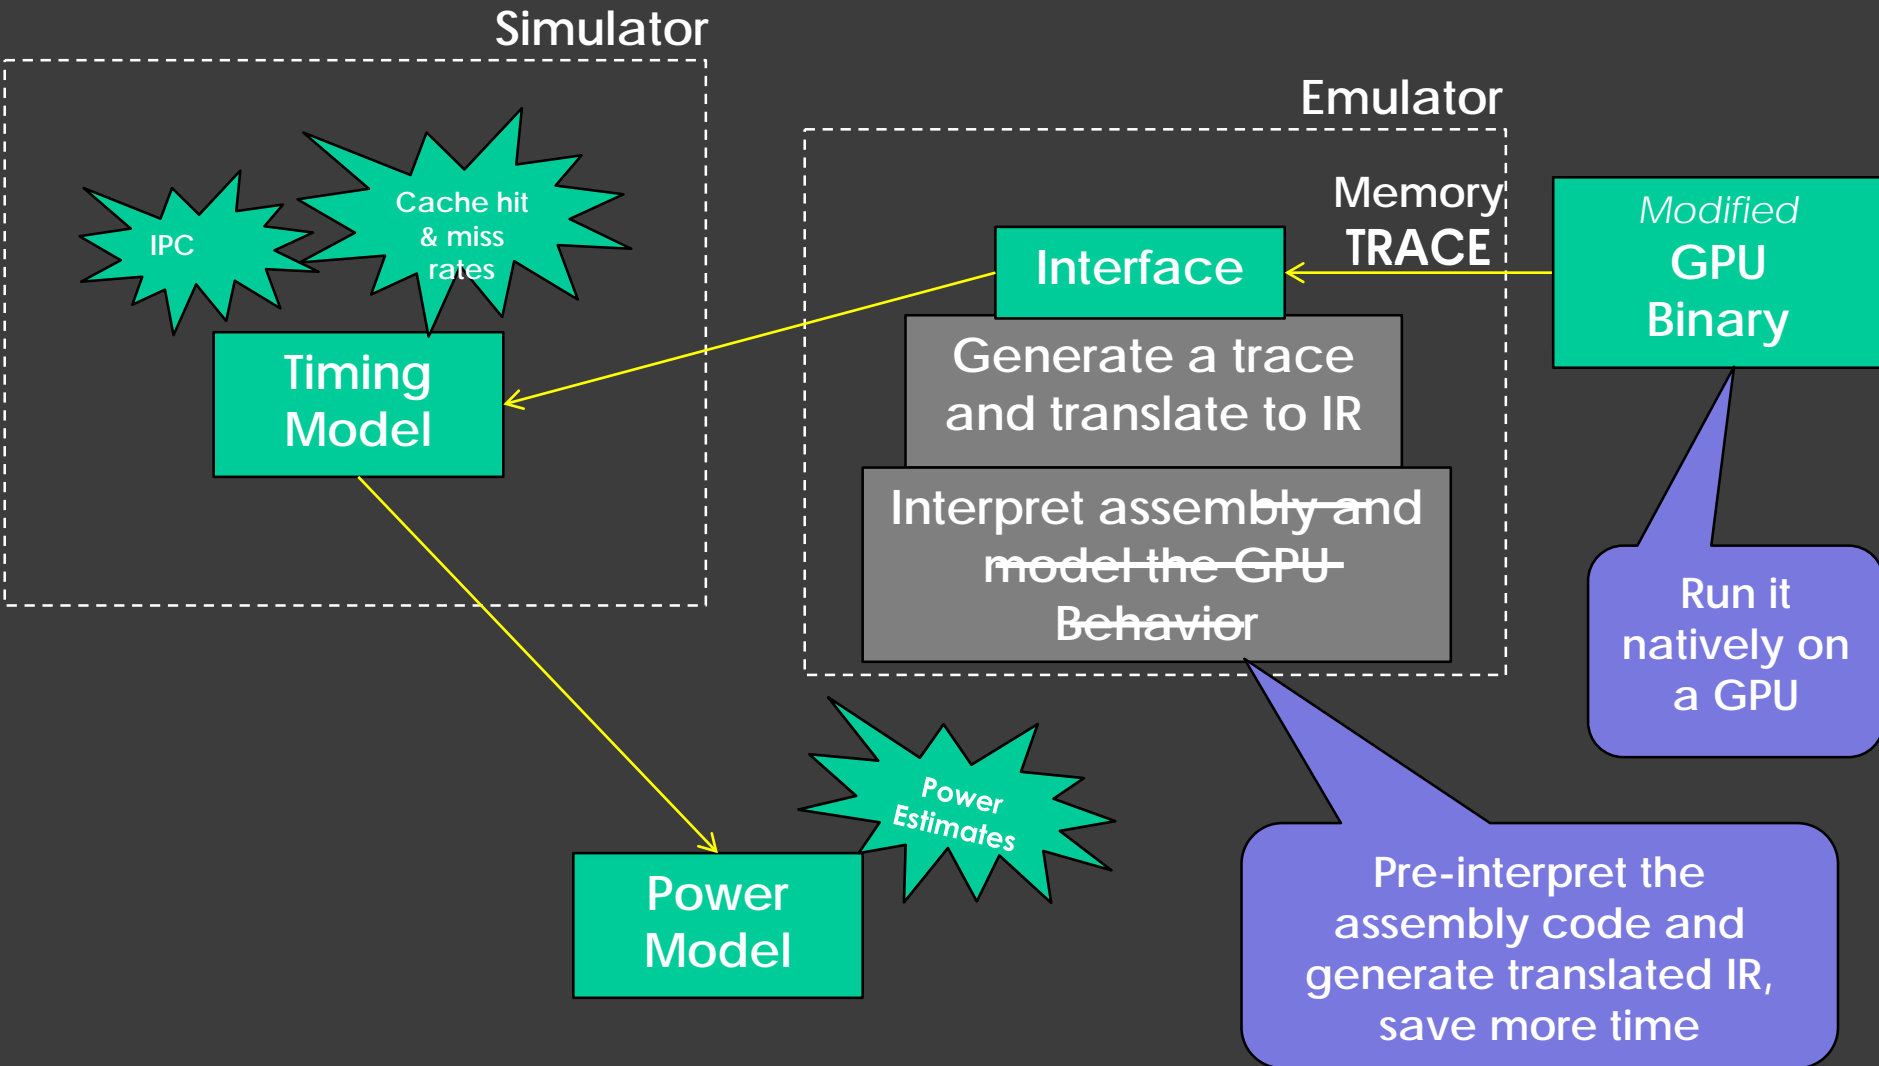 Simulator
Emulator
Cache hit
& miss
rates
IPC
Memory
TRACE
Modified
GPU
Binary
Interface
Timing
Model
Generate a trace
and translate to IR
Interpret assembly and
model the GPU
Behavior
Run it
natively on
a GPU
Power
Estimates
Power
Model
Pre-interpret the
assembly code and
generate translated IR,
save more time